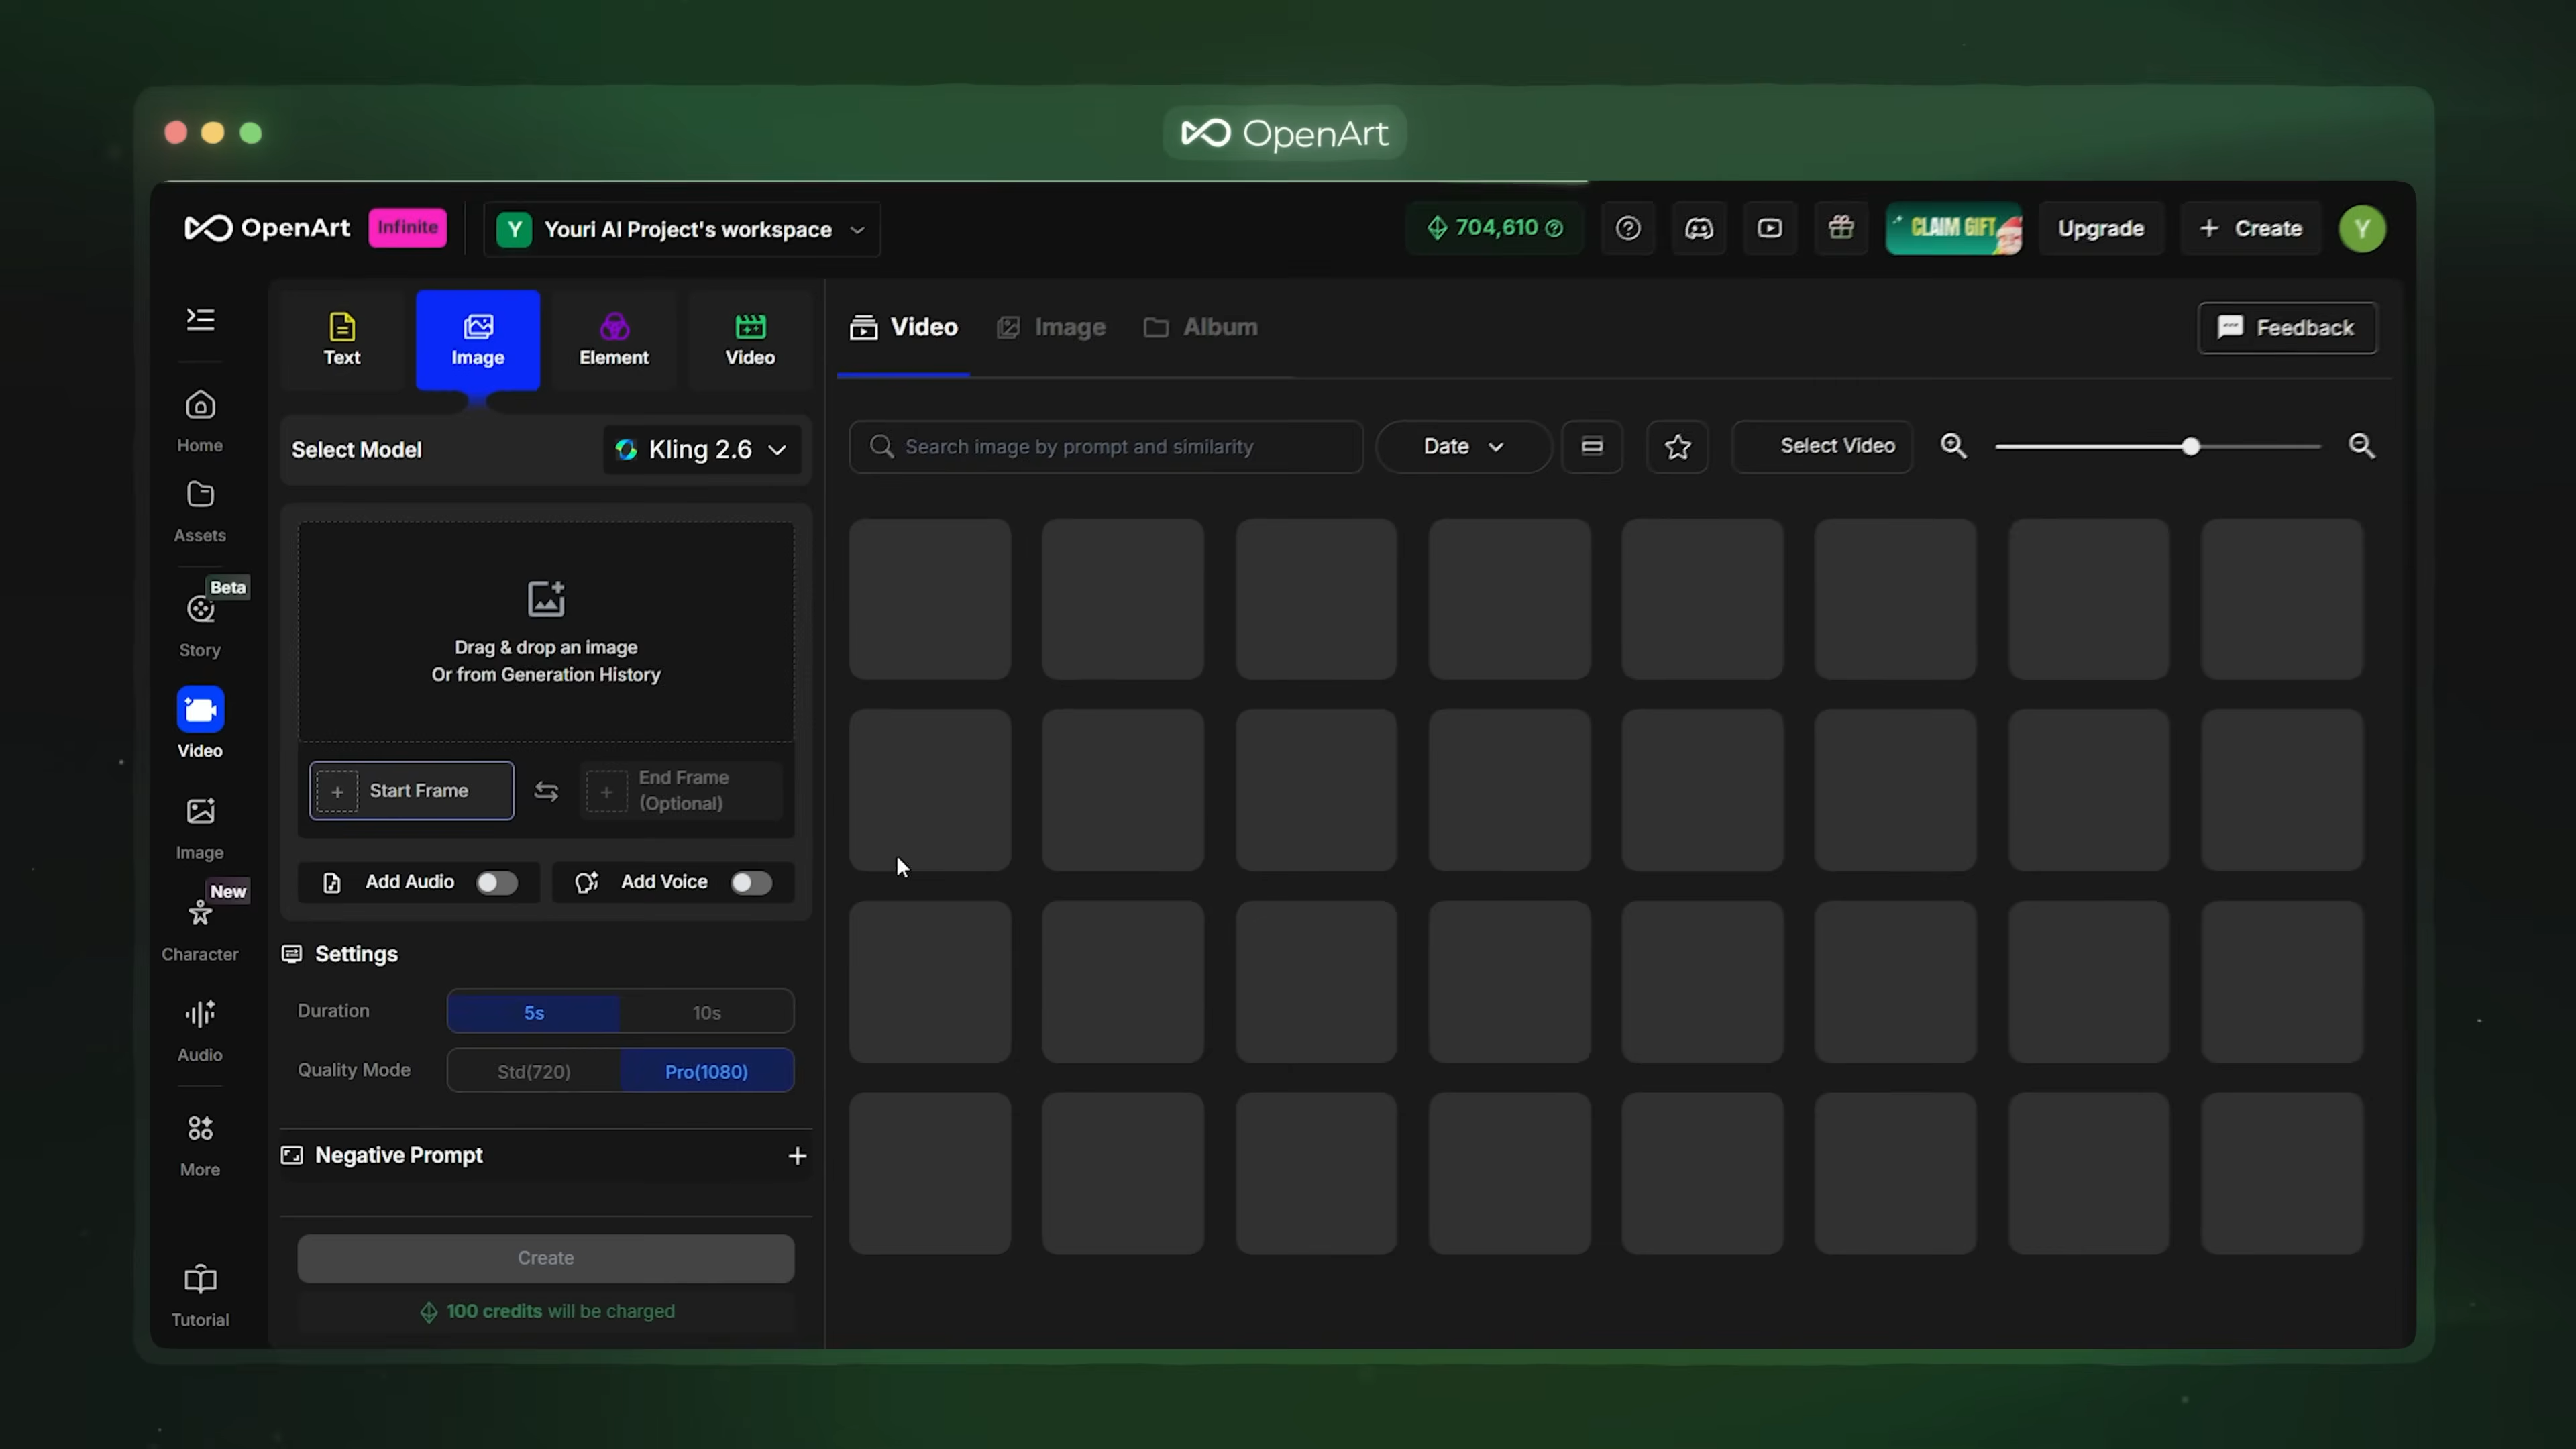 OpenArt
OpenArt
Infinite
Y
Youri AI Project's workspace
704,610
CLAIM GIFT
Upgrade
+ Create
Y
Text
Image
Element
Video
Video
Image
Album
Feedback
Select Model
Kling 2.6
Search image by prompt and similarity
Date
Select Video
Home
Assets
Beta
Story
Video
Image
New
Character
Audio
More
Tutorial
Drag & drop an image
Or from Generation History
Start Frame
End Frame
(Optional)
Add Audio
Add Voice
Settings
Duration
5s
10s
Quality Mode
Std(720)
Pro(1080)
Negative Prompt
Create
100 credits will be charged